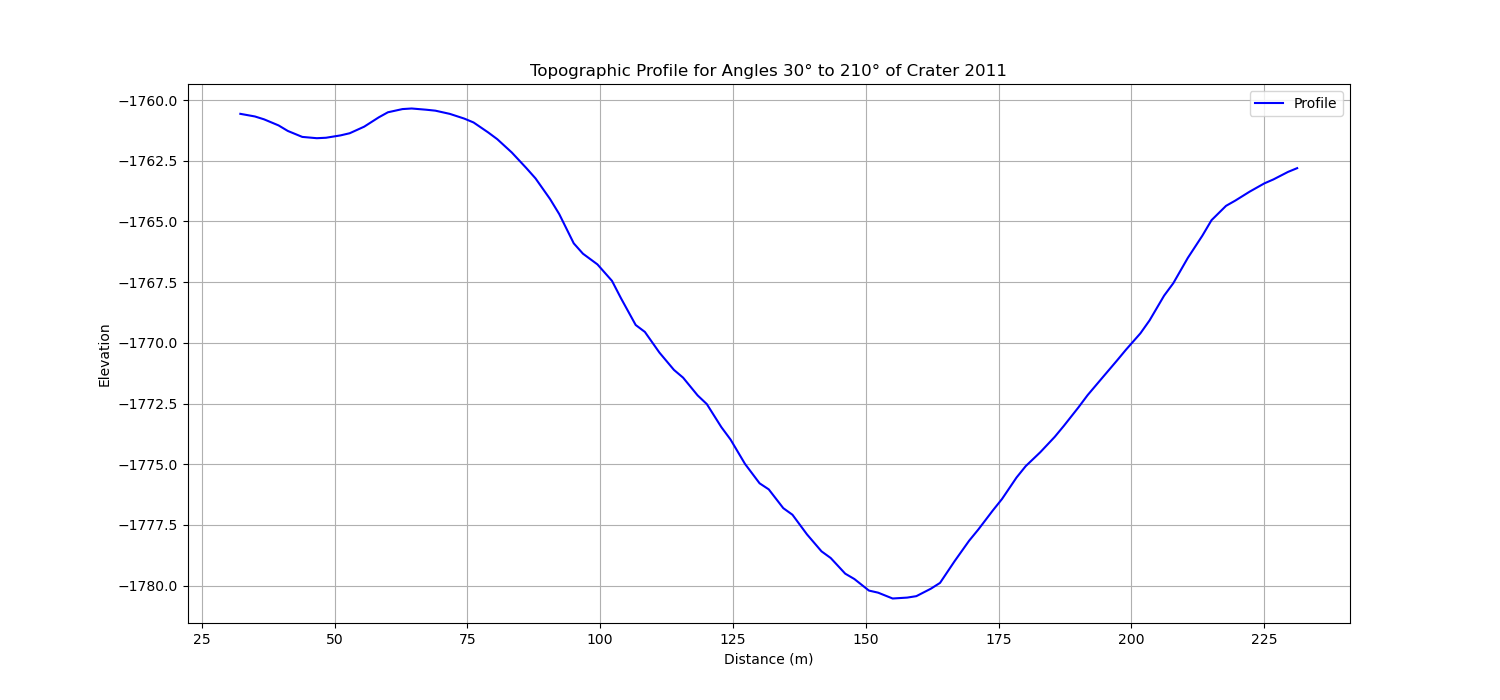 Topographic Profile for Angles 30° to 210° of Crater 2011
Profile
−1760.0
−1762.5
−1765.0
−1767.5
−1770.0
−1772.5
−1775.0
−1777.5
−1780.0
Elevation
25 50 75 100 125 150 175 200 225
Distance (m)